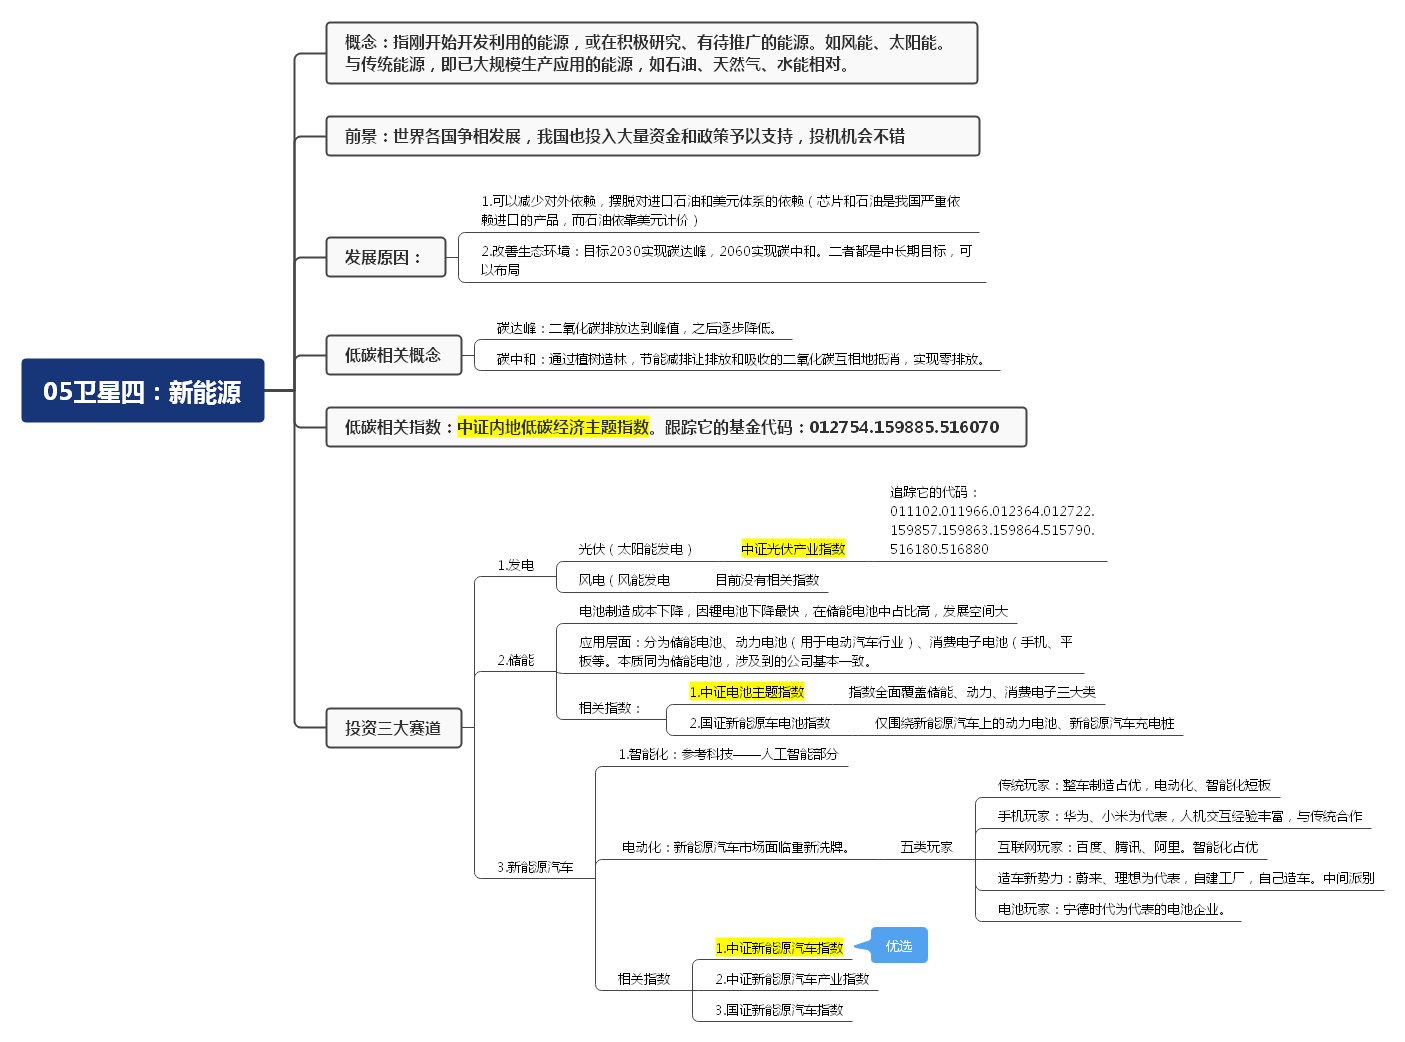 05卫星四：新能源
概念：指刚开始开发利用的能源，或在积极研究、有待推广的能源。如风能、太阳能。
与传统能源，即已大规模生产应用的能源，如石油、天然气、水能相对。
前景：世界各国争相发展，我国也投入大量资金和政策予以支持，投机机会不错
发展原因：
1.可以减少对外依赖，摆脱对进口石油和美元体系的依赖（芯片和石油是我国严重依
赖进口的产品，而石油依靠美元计价）
2.改善生态环境：目标2030实现碳达峰，2060实现碳中和。二者都是中长期目标，可
以布局
低碳相关概念
碳达峰：二氧化碳排放达到峰值，之后逐步降低。
碳中和：通过植树造林，节能减排让排放和吸收的二氧化碳互相地抵消，实现零排放。
低碳相关指数：中证内地低碳经济主题指数。跟踪它的基金代码：012754.159885.516070
投资三大赛道
1.发电
光伏（太阳能发电）
中证光伏产业指数
追踪它的代码：
011102.011966.012364.012722.
159857.159863.159864.515790.
516180.516880
风电（风能发电
目前没有相关指数
2.储能
电池制造成本下降，因锂电池下降最快，在储能电池中占比高，发展空间大
应用层面：分为储能电池、动力电池（用于电动汽车行业）、消费电子电池（手机、平
板等。本质同为储能电池，涉及到的公司基本一致。
相关指数：
1.中证电池主题指数
指数全面覆盖储能、动力、消费电子三大类
2.国证新能源车电池指数
仅围绕新能源汽车上的动力电池、新能源汽车充电桩
3.新能源汽车
1.智能化：参考科技——人工智能部分
电动化：新能源汽车市场面临重新洗牌。
五类玩家
传统玩家：整车制造占优，电动化、智能化短板
手机玩家：华为、小米为代表，人机交互经验丰富，与传统合作
互联网玩家：百度、腾讯、阿里。智能化占优
造车新势力：蔚来、理想为代表，自建工厂，自己造车。中间派别
电池玩家：宁德时代为代表的电池企业。
相关指数
1.中证新能源汽车指数
优选
2.中证新能源汽车产业指数
3.国证新能源汽车指数